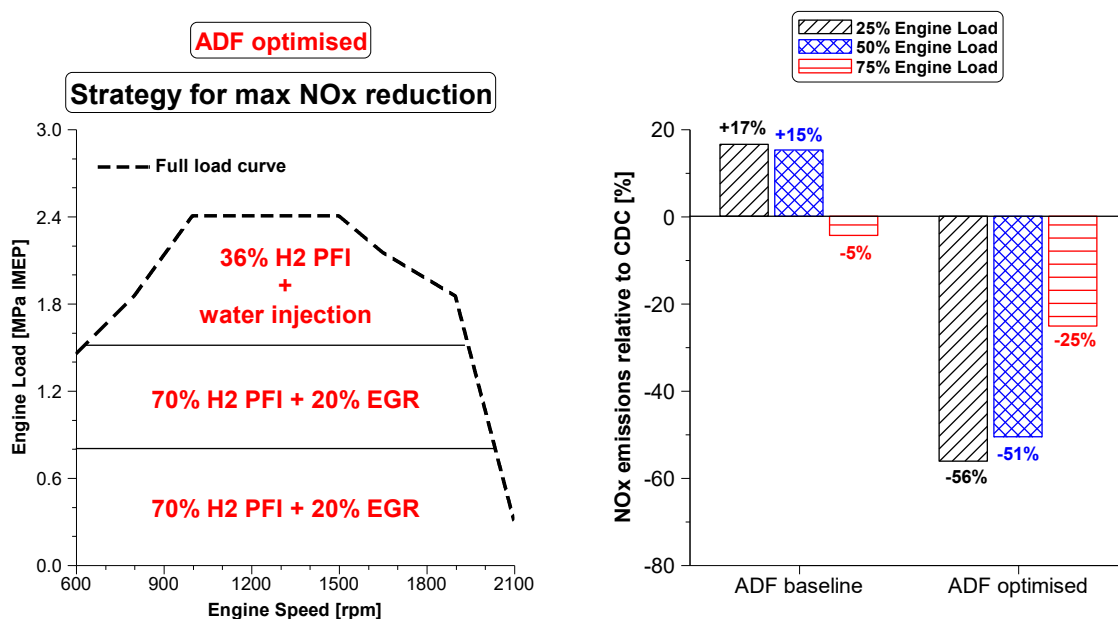 ADF optimised
Strategy for max NOx reduction
3.0
2.4
1.8
1.2
0.6
0.0
Engine Load [MPa IMEP]
Full load curve
36% H2 PFI
+
water injection
70% H2 PFI + 20% EGR
70% H2 PFI + 20% EGR
600
900
1200
1500
1800
2100
Engine Speed [rpm]
25% Engine Load
50% Engine Load
75% Engine Load
20
0
-20
-40
-60
-80
NOx emissions relative to CDC [%]
+17%
+15%
-5%
-56%
-51%
-25%
ADF baseline
ADF optimised